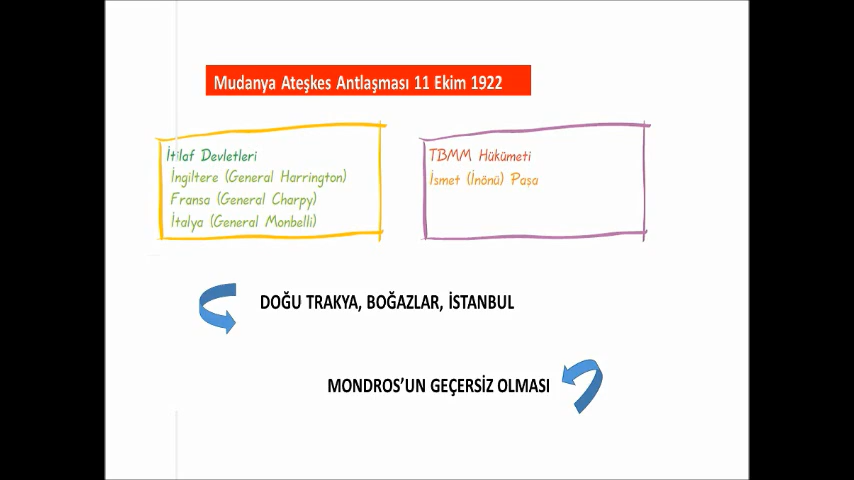 Mudanya Ateşkes Antlaşması 11 Ekim 1922
İtilaf Devletleri
İngiltere (General Harrington)
Fransa (General Charpy)
İtalya (General Monbelli)
TBMM Hükümeti
İsmet (İnönü) Paşa
DOĞU TRAKYA, BOĞAZLAR, İSTANBUL
MONDROS'UN GEÇERSİZ OLMASI